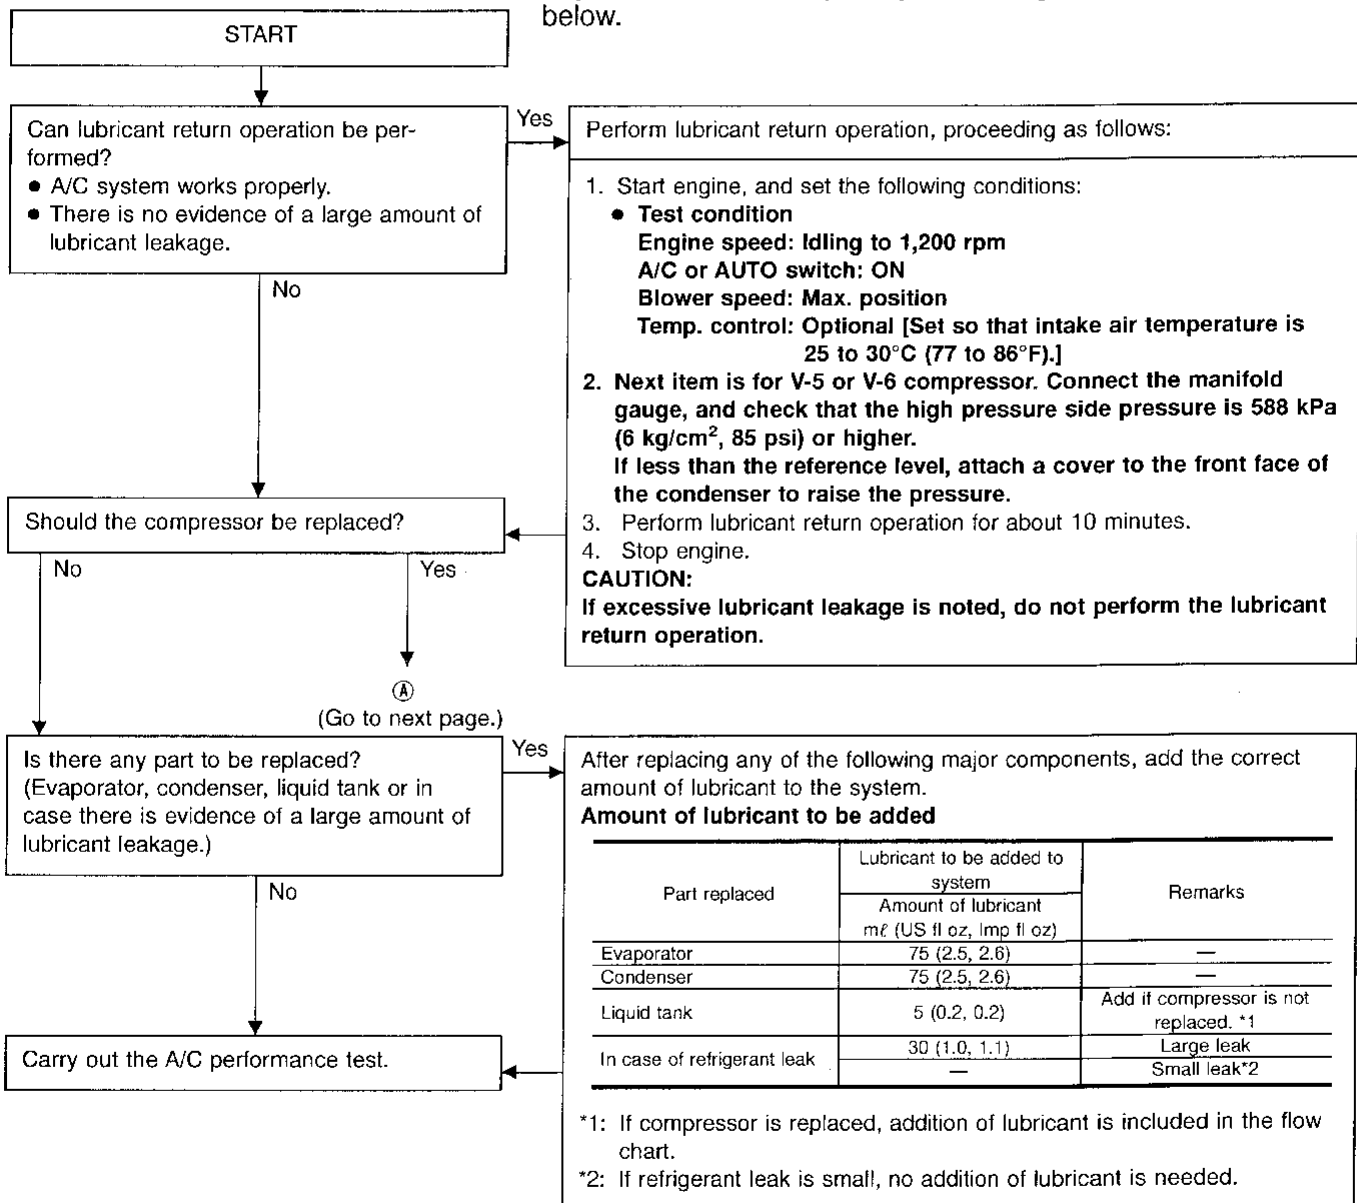 below.
START
Can lubricant return operation be per-
formed?
● A/C system works properly.
● There is no evidence of a large amount of
lubricant leakage.
Yes
No
Perform lubricant return operation, proceeding as follows:
1. Start engine, and set the following conditions:
● Test condition
Engine speed: Idling to 1,200 rpm
A/C or AUTO switch: ON
Blower speed: Max. position
Temp. control: Optional [Set so that intake air temperature is
25 to 30°C (77 to 86°F).]
2. Next item is for V-5 or V-6 compressor. Connect the manifold
gauge, and check that the high pressure side pressure is 588 kPa
(6 kg/cm², 85 psi) or higher.
If less than the reference level, attach a cover to the front face of
the condenser to raise the pressure.
3. Perform lubricant return operation for about 10 minutes.
4. Stop engine.
CAUTION:
If excessive lubricant leakage is noted, do not perform the lubricant
return operation.
Should the compressor be replaced?
No
Yes
Ⓐ
(Go to next page.)
Is there any part to be replaced?
(Evaporator, condenser, liquid tank or in
case there is evidence of a large amount of
lubricant leakage.)
Yes
No
After replacing any of the following major components, add the correct
amount of lubricant to the system.
Amount of lubricant to be added
Part replaced
Lubricant to be added to
system
Amount of lubricant
mℓ (US fl oz, Imp fl oz)
Remarks
Evaporator 75 (2.5, 2.6) —
Condenser 75 (2.5, 2.6) —
Liquid tank 5 (0.2, 0.2) Add if compressor is not
replaced. *1
In case of refrigerant leak 30 (1.0, 1.1) Large leak
— Small leak*2
*1: If compressor is replaced, addition of lubricant is included in the flow
chart.
*2: If refrigerant leak is small, no addition of lubricant is needed.
Carry out the A/C performance test.